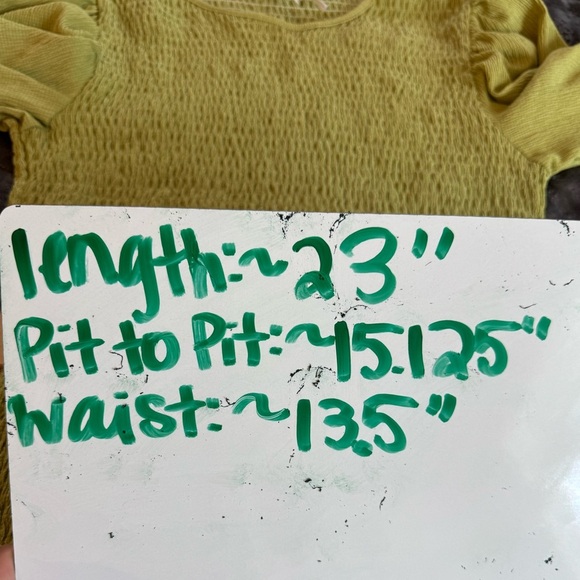 length: ~23"
Pit to Pit: ~15.125"
Waist: ~13.5"